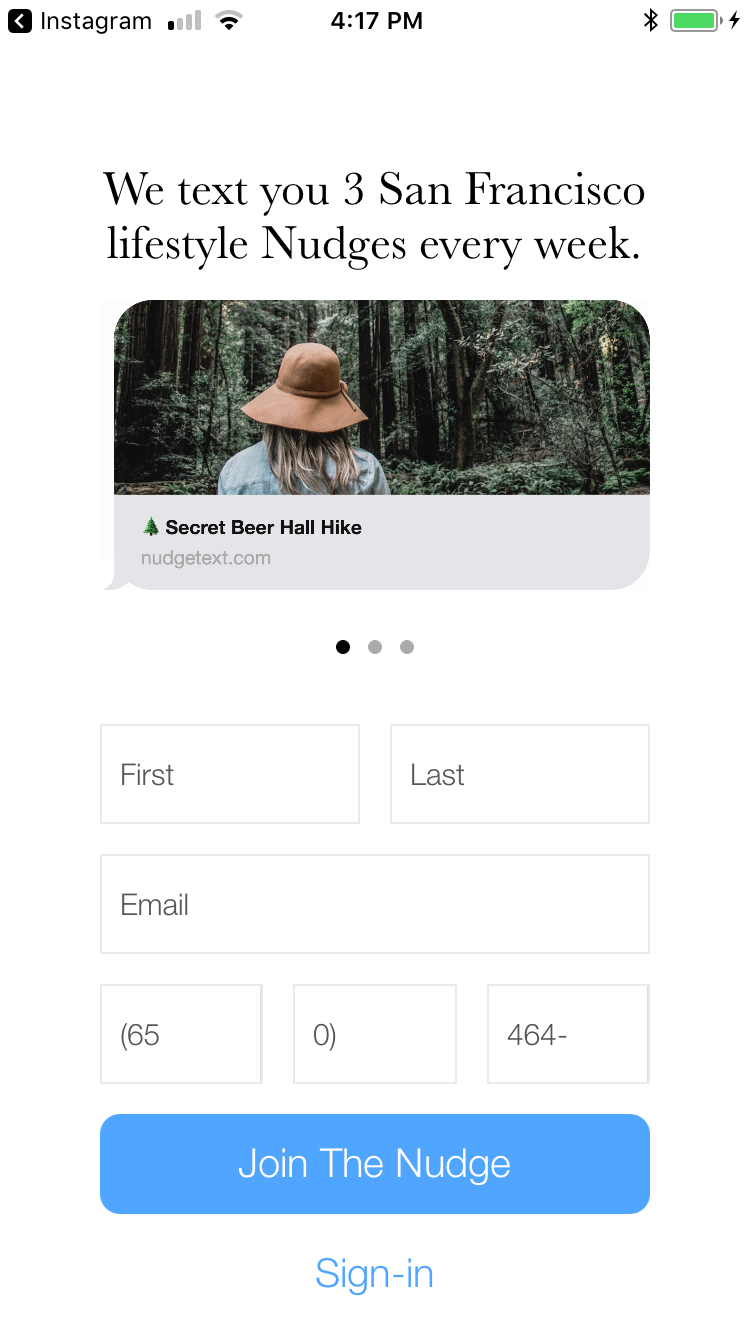 Instagram 4:17 PM
We text you 3 San Francisco
lifestyle Nudges every week.
🌲 Secret Beer Hall Hike
nudgetext.com
First Last
Email
(65 0) 464-
Join The Nudge
Sign-in